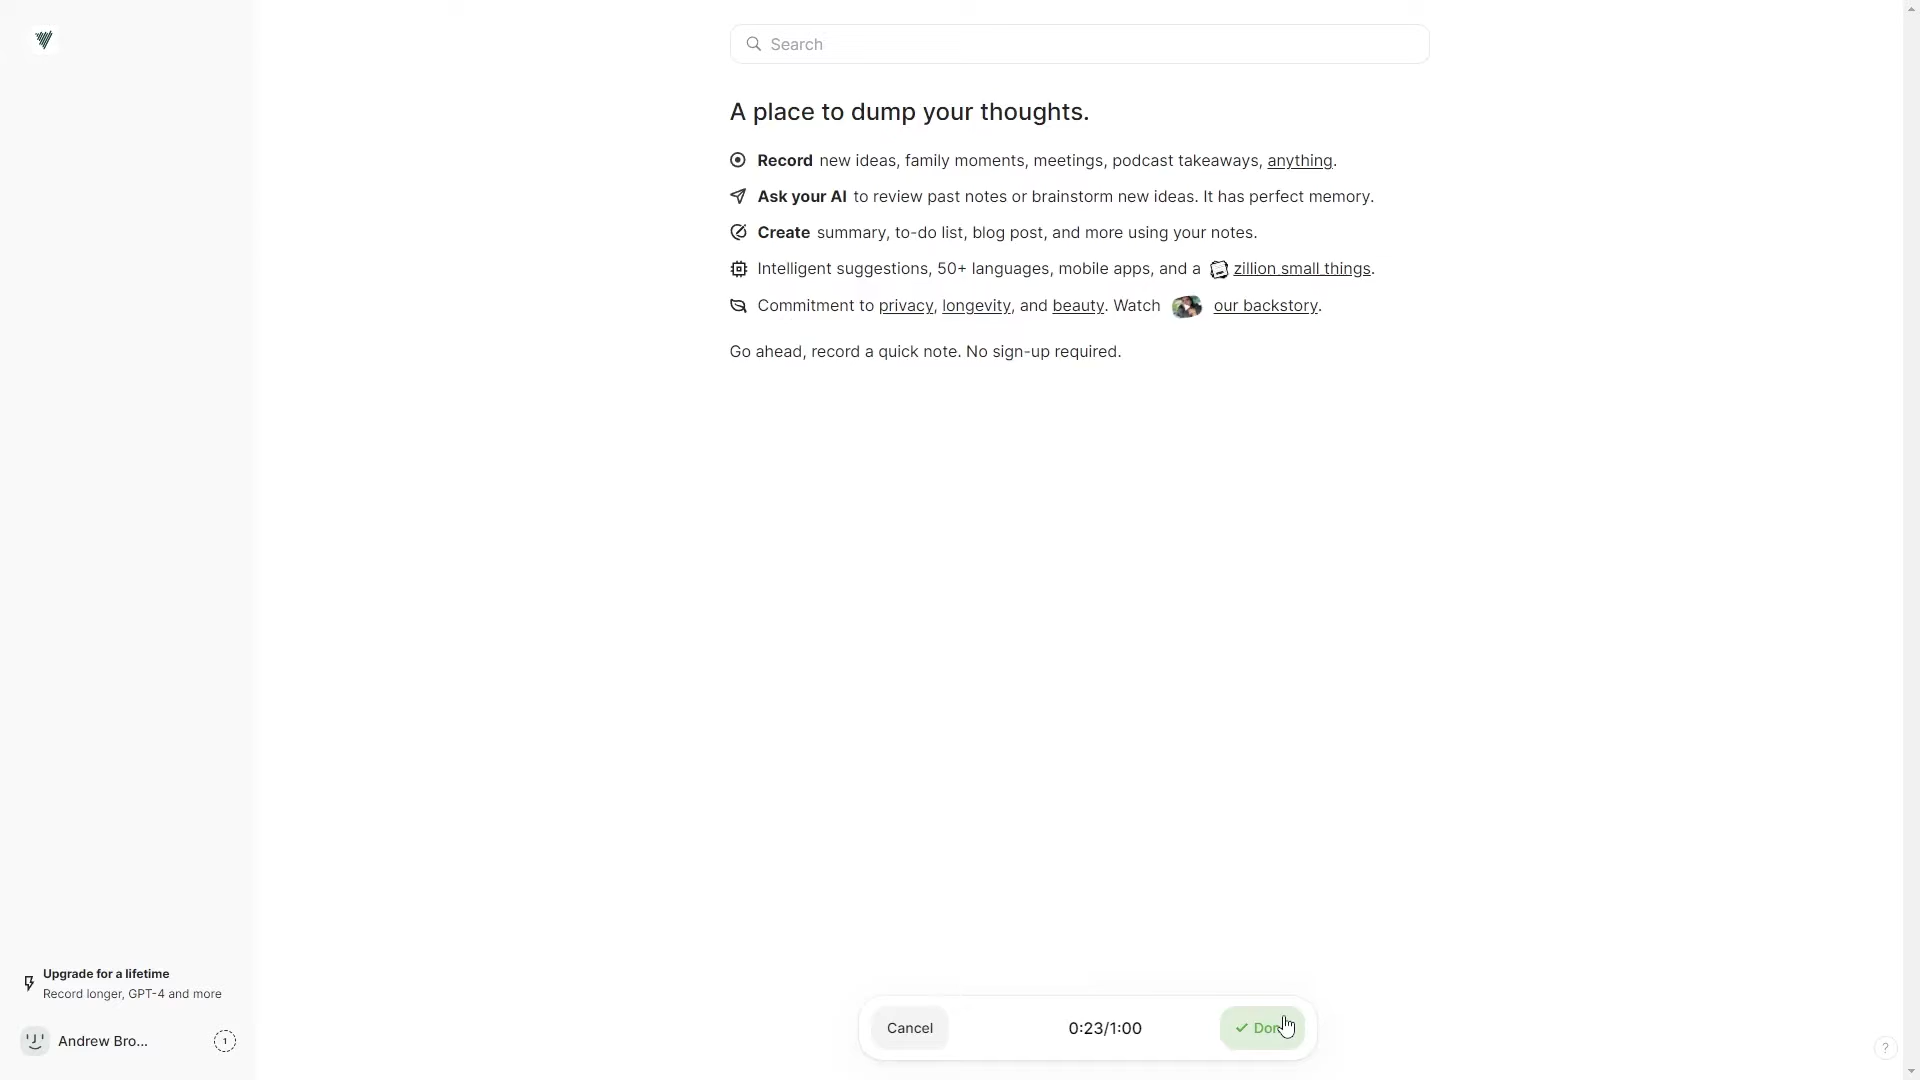 Search
A place to dump your thoughts.
Record new ideas, family moments, meetings, podcast takeaways, anything.
Ask your AI to review past notes or brainstorm new ideas. It has perfect memory.
Create summary, to-do list, blog post, and more using your notes.
Intelligent suggestions, 50+ languages, mobile apps, and a zillion small things.
Commitment to privacy, longevity, and beauty. Watch our backstory.
Go ahead, record a quick note. No sign-up required.
Upgrade for a lifetime
Record longer, GPT-4 and more
Andrew Bro... 1
Cancel 0:23/1:00
?